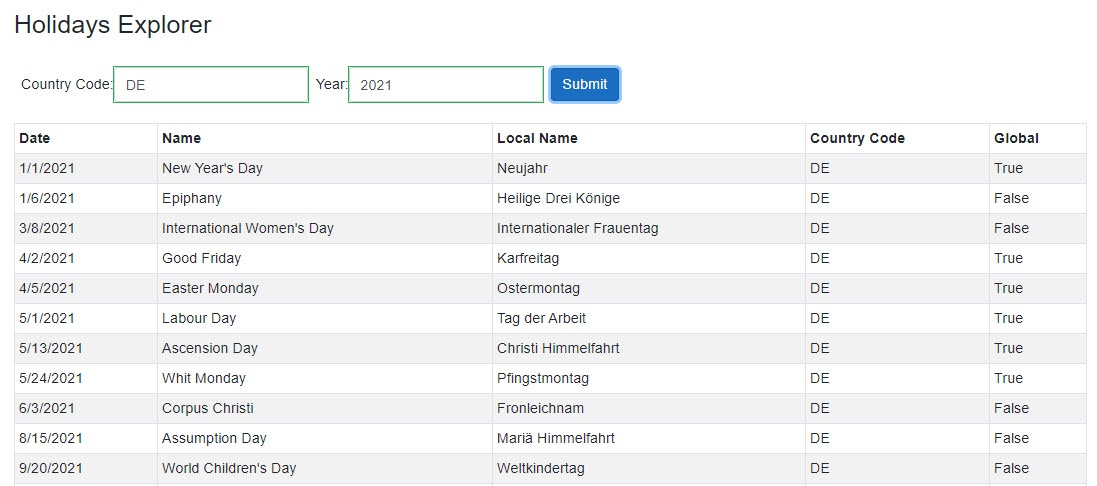 Holidays Explorer
Country Code: DE Year: 2021 Submit
Date Name Local Name Country Code Global
1/1/2021 New Year's Day Neujahr DE True
1/6/2021 Epiphany Heilige Drei Könige DE False
3/8/2021 International Women's Day Internationaler Frauentag DE False
4/2/2021 Good Friday Karfreitag DE True
4/5/2021 Easter Monday Ostermontag DE True
5/1/2021 Labour Day Tag der Arbeit DE True
5/13/2021 Ascension Day Christi Himmelfahrt DE True
5/24/2021 Whit Monday Pfingstmontag DE True
6/3/2021 Corpus Christi Fronleichnam DE False
8/15/2021 Assumption Day Mariä Himmelfahrt DE False
9/20/2021 World Children's Day Weltkindertag DE False